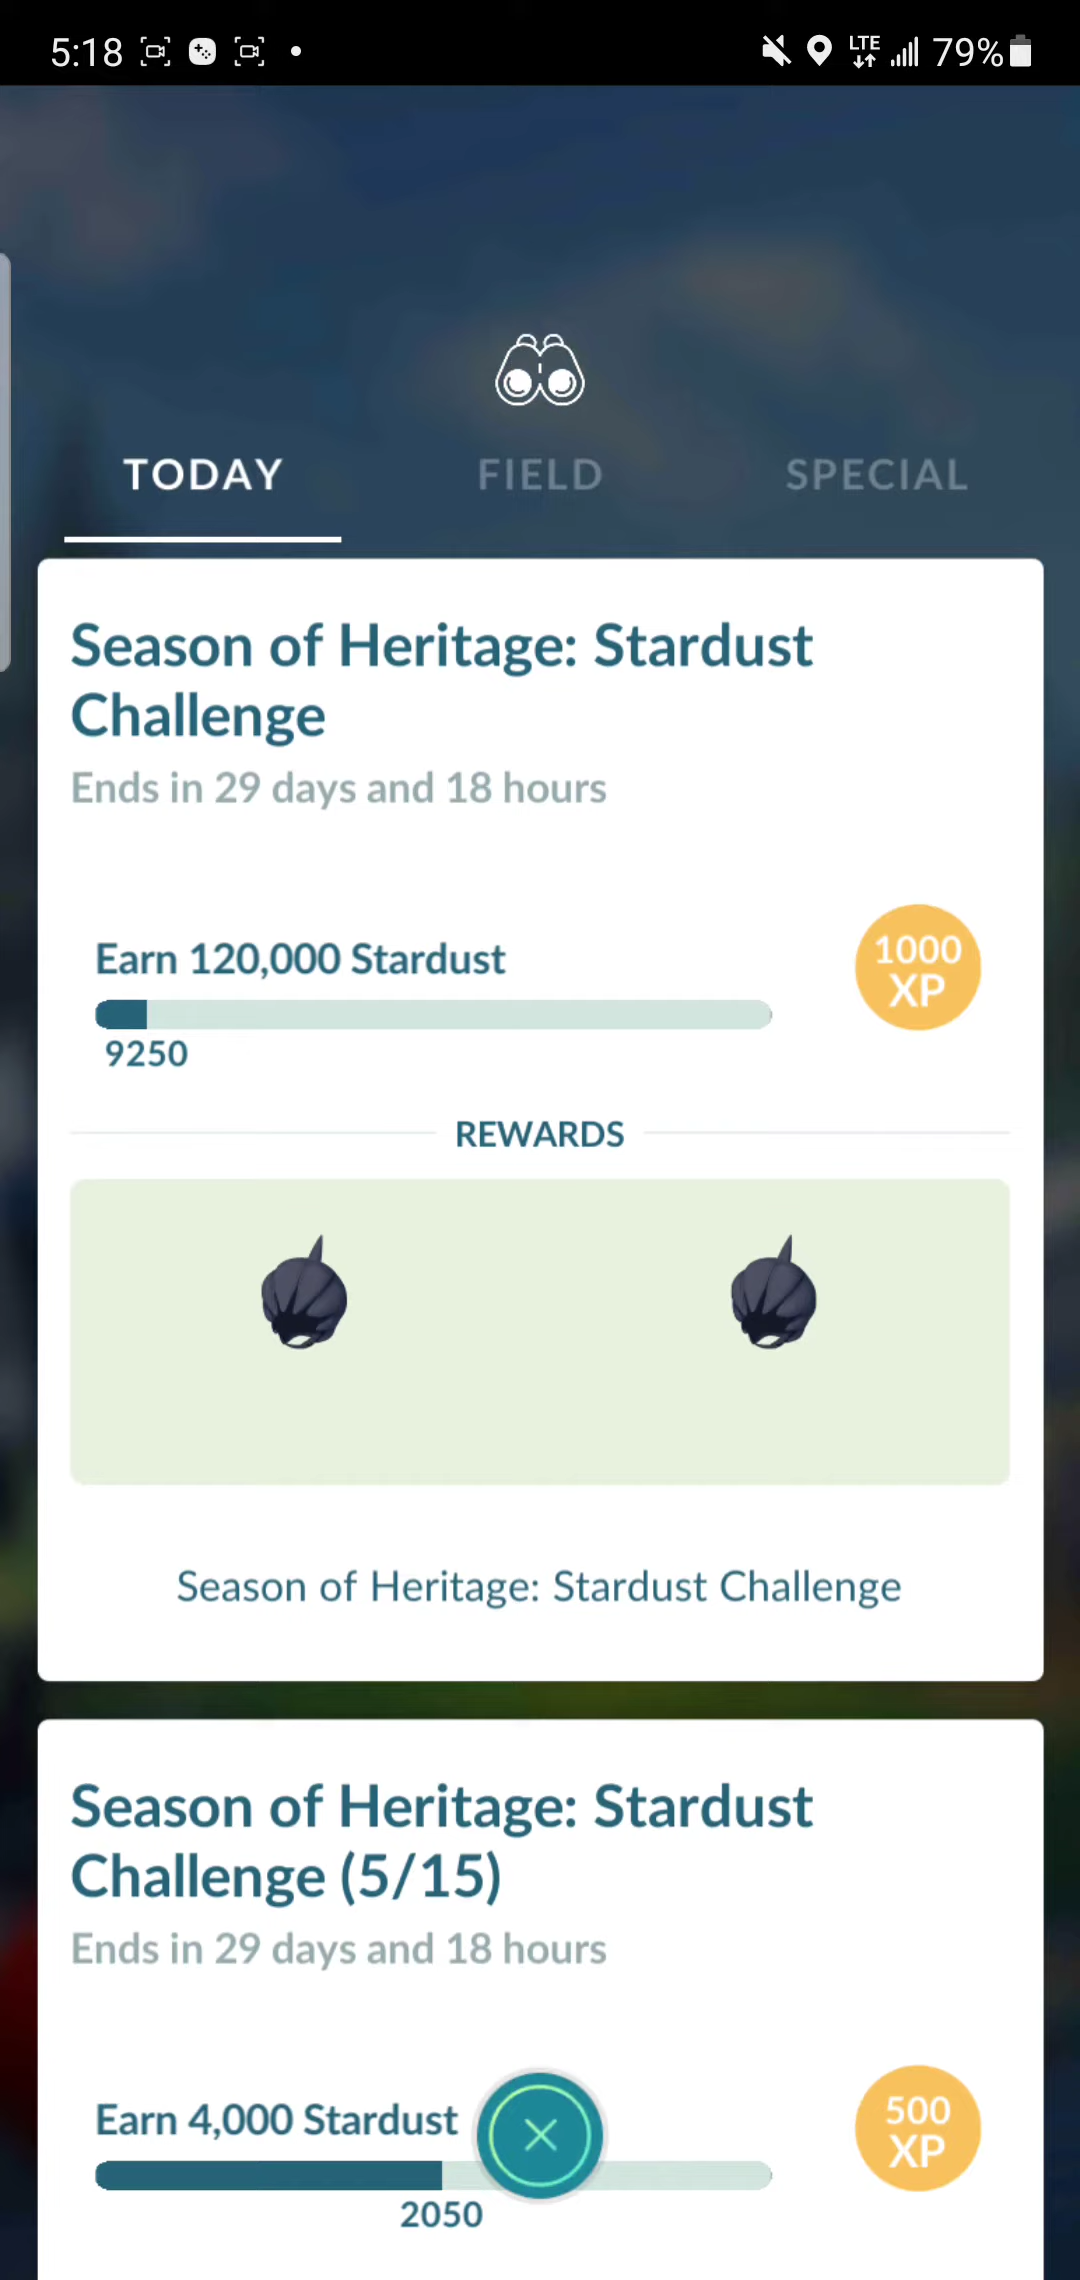 5:18
LTE 79%
TODAY
FIELD
SPECIAL
Season of Heritage: Stardust
Challenge
Ends in 29 days and 18 hours
Earn 120,000 Stardust
1000
XP
9250
REWARDS
Season of Heritage: Stardust Challenge
Season of Heritage: Stardust
Challenge (5/15)
Ends in 29 days and 18 hours
Earn 4,000 Stardust
500
XP
2050